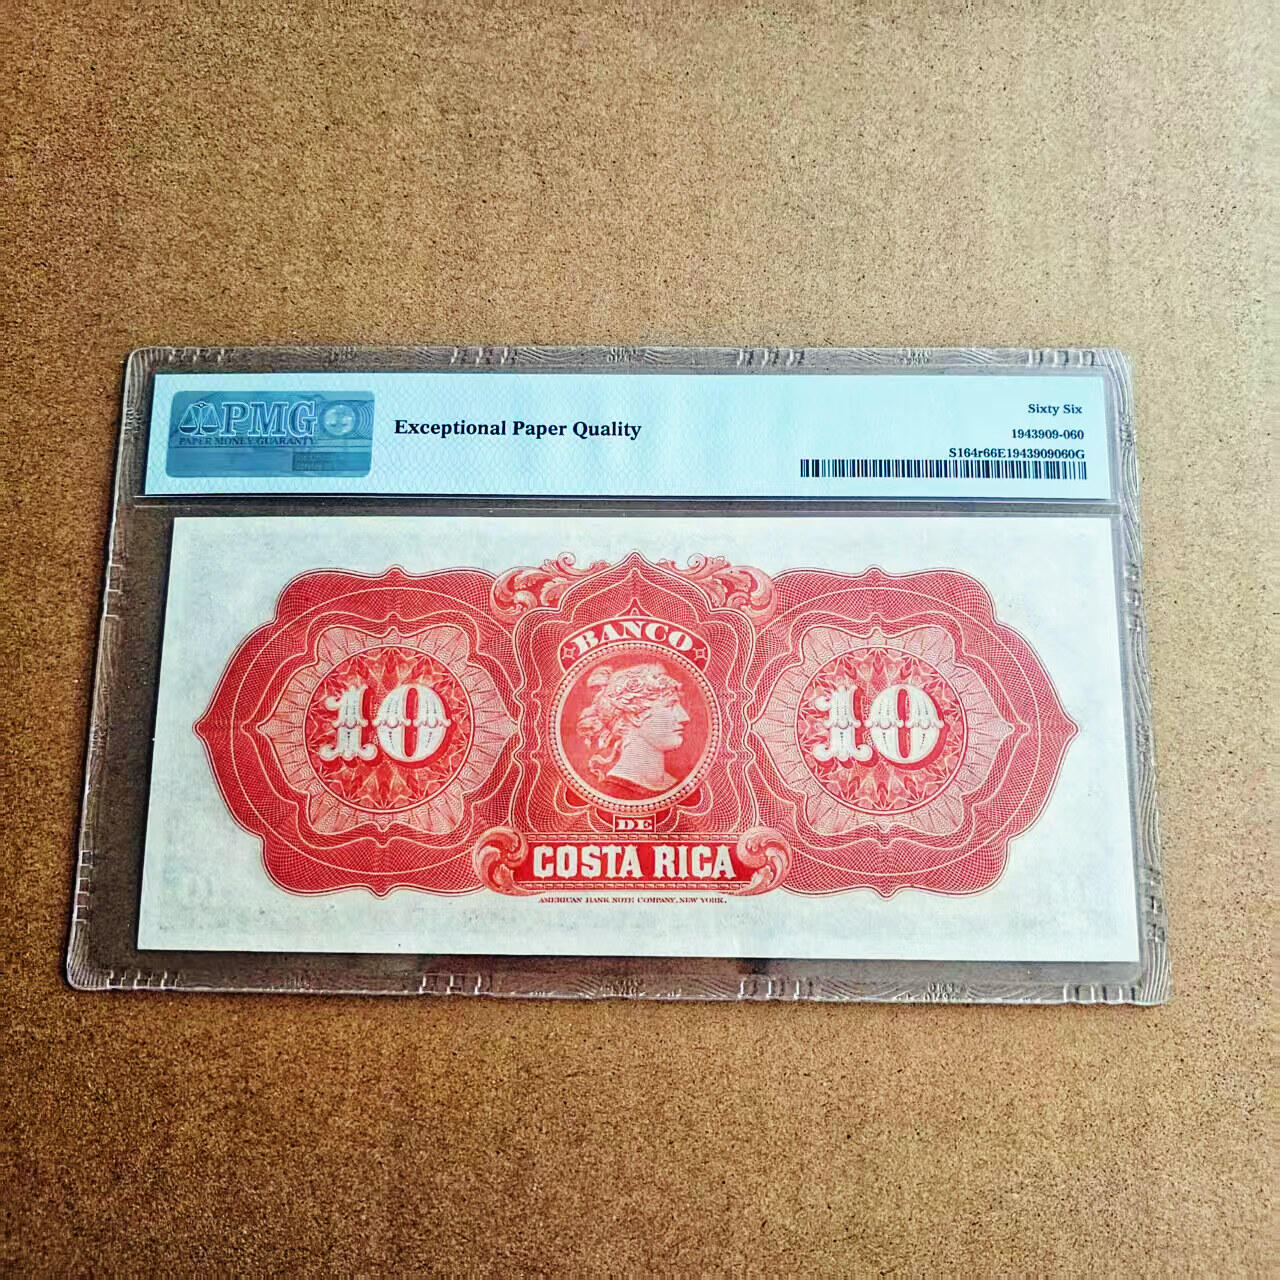 PMG
PAPER MONEY GUARANTY
Exceptional Paper Quality
Sixty Six
1943909-060
S164r66E1943909060G
BANCO
10
10
DE
COSTA RICA
AMERICAN BANK NOTE COMPANY, NEW YORK.